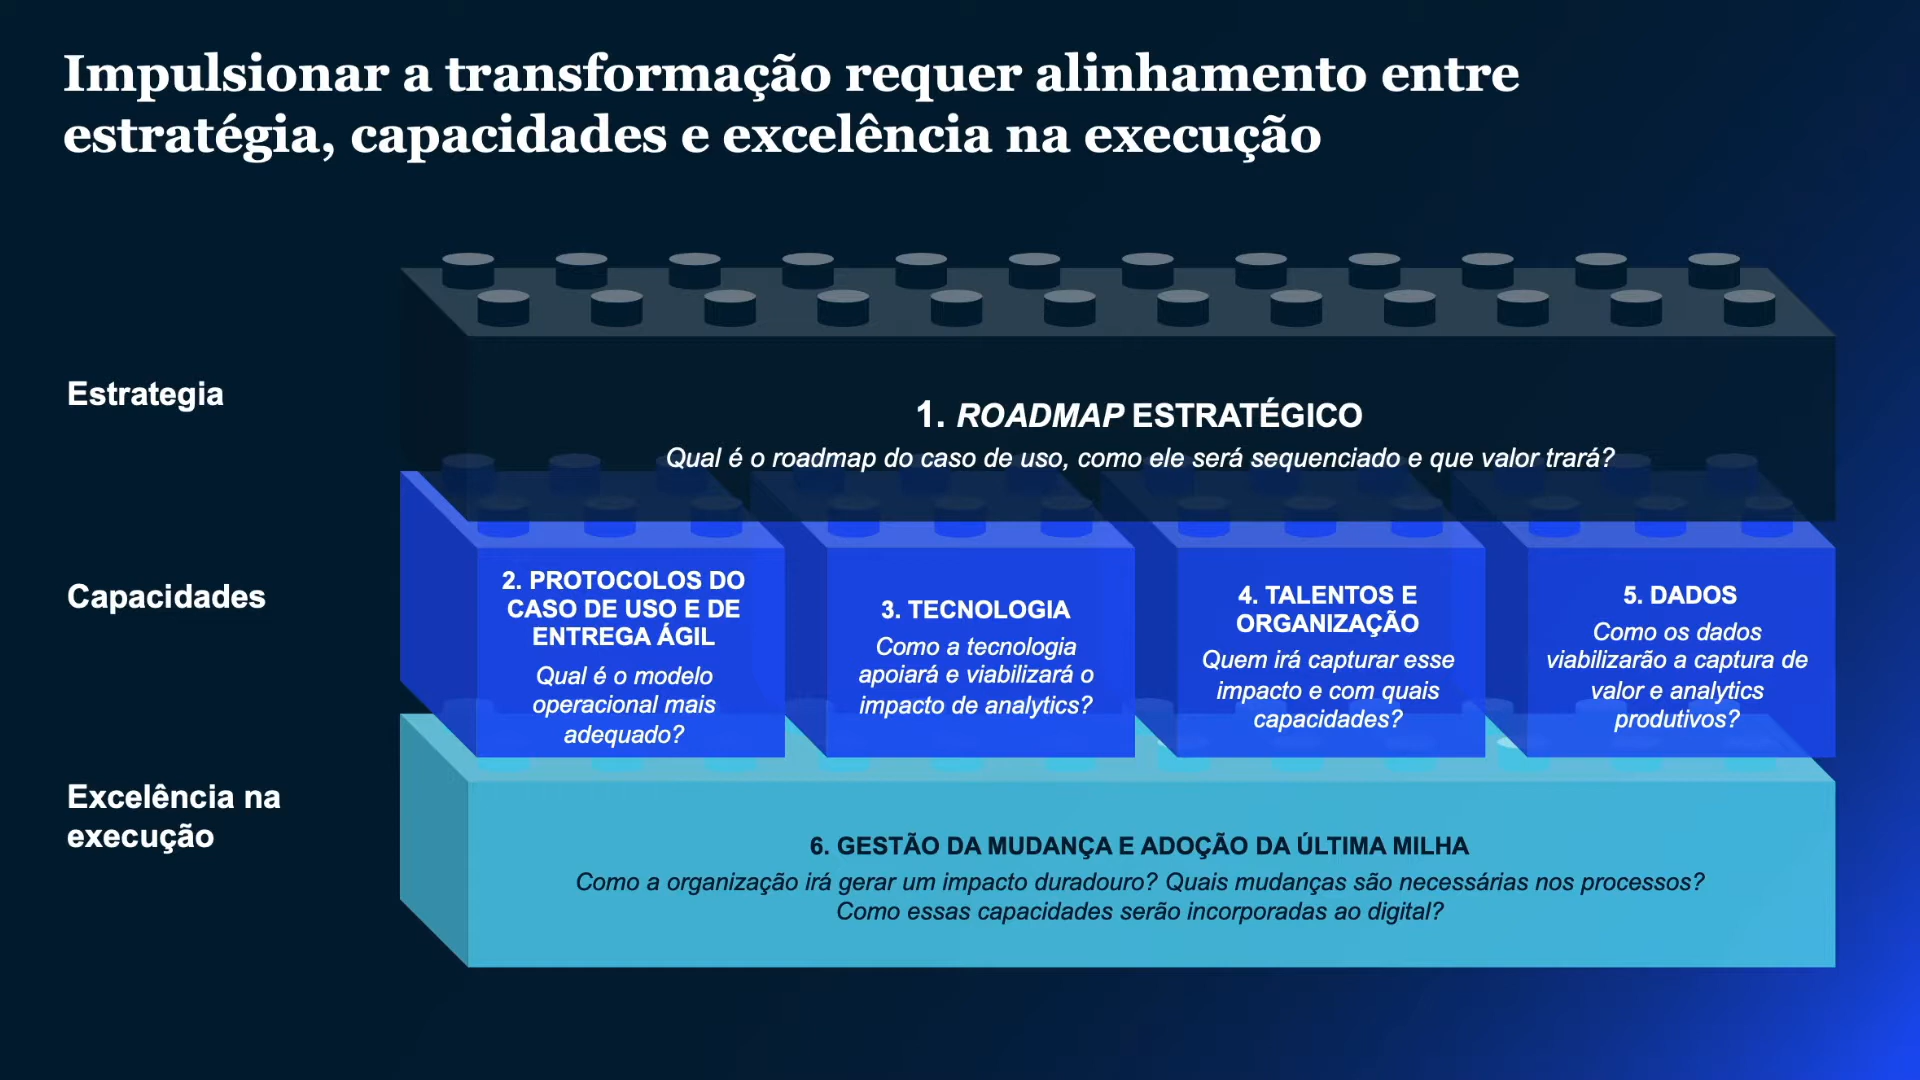 Impulsionar a transformação requer alinhamento entre
estratégia, capacidades e excelência na execução
Estrategia
1. ROADMAP ESTRATÉGICO
Qual é o roadmap do caso de uso, como ele será sequenciado e que valor trará?
Capacidades
2. PROTOCOLOS DO
CASO DE USO E DE
ENTREGA ÁGIL
Qual é o modelo
operacional mais
adequado?
3. TECNOLOGIA
Como a tecnologia
apoiará e viabilizará o
impacto de analytics?
4. TALENTOS E
ORGANIZAÇÃO
Quem irá capturar esse
impacto e com quais
capacidades?
5. DADOS
Como os dados
viabilizarão a captura de
valor e analytics
produtivos?
Excelência na
execução
6. GESTÃO DA MUDANÇA E ADOÇÃO DA ÚLTIMA MILHA
Como a organização irá gerar um impacto duradouro? Quais mudanças são necessárias nos processos?
Como essas capacidades serão incorporadas ao digital?